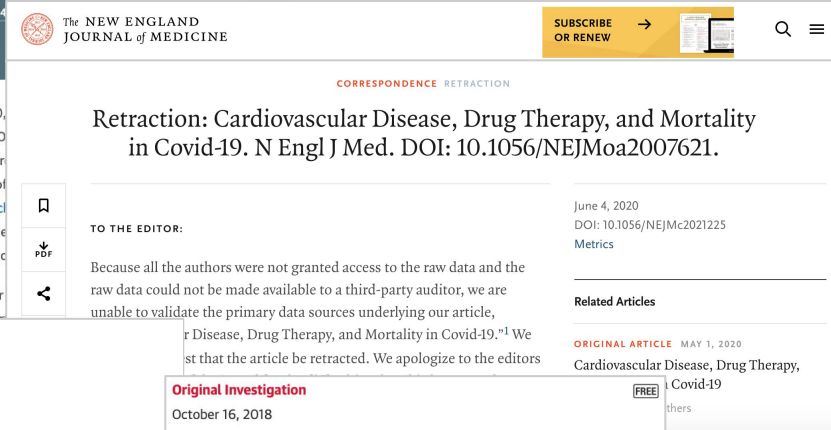 The NEW ENGLAND
JOURNAL of MEDICINE
SUBSCRIBE
OR NEW
CORRESPONDENCE RETRACTION
Retraction: Cardiovascular Disease, Drug Therapy, and Mortality
in Covid-19. N Engl J Med. DOI: 10.1056/NEJMoa2007621.
PDF
TO THE EDITOR:
Because all the authors were not granted access to the raw data and the
raw data could not be made available to a third-party auditor, we are
unable to validate the primary data sources underlying our article,
r Disease, Drug Therapy, and Mortality in Covid-19.”1 We
st that the article be retracted. We apologize to the editors
June 4, 2020
DOI: 10.1056/NEJMc2021225
Metrics
Related Articles
ORIGINAL ARTICLE MAY 1, 2020
Cardiovascular Disease, Drug Therapy,
Covid-19
thers
Original Investigation
FREE
October 16, 2018